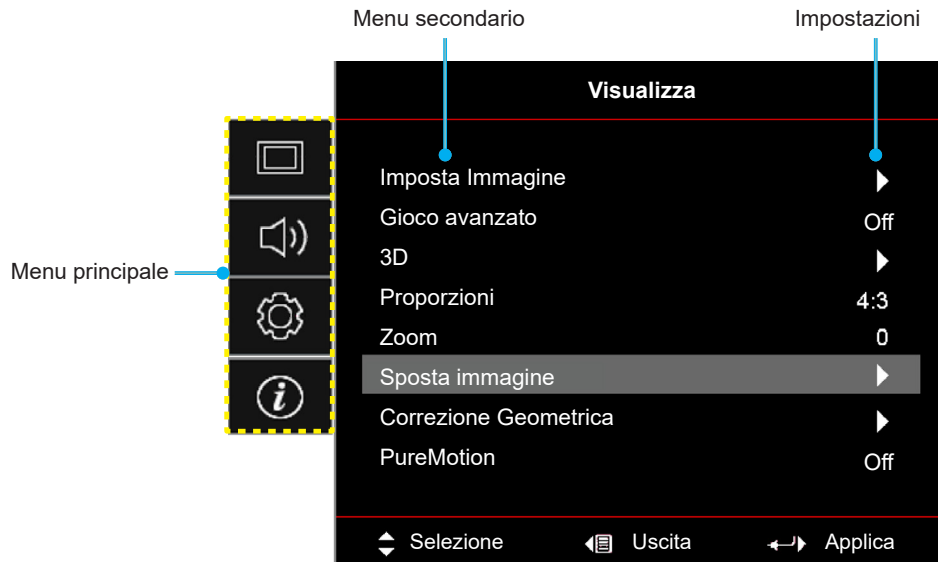 Menu secondario
Impostazioni
Visualizza
Menu principale
i
Imposta Immagine
Gioco avanzato Off
3D
Proporzioni 4:3
Zoom 0
Sposta immagine
Correzione Geometrica
PureMotion Off
Selezione Uscita Applica